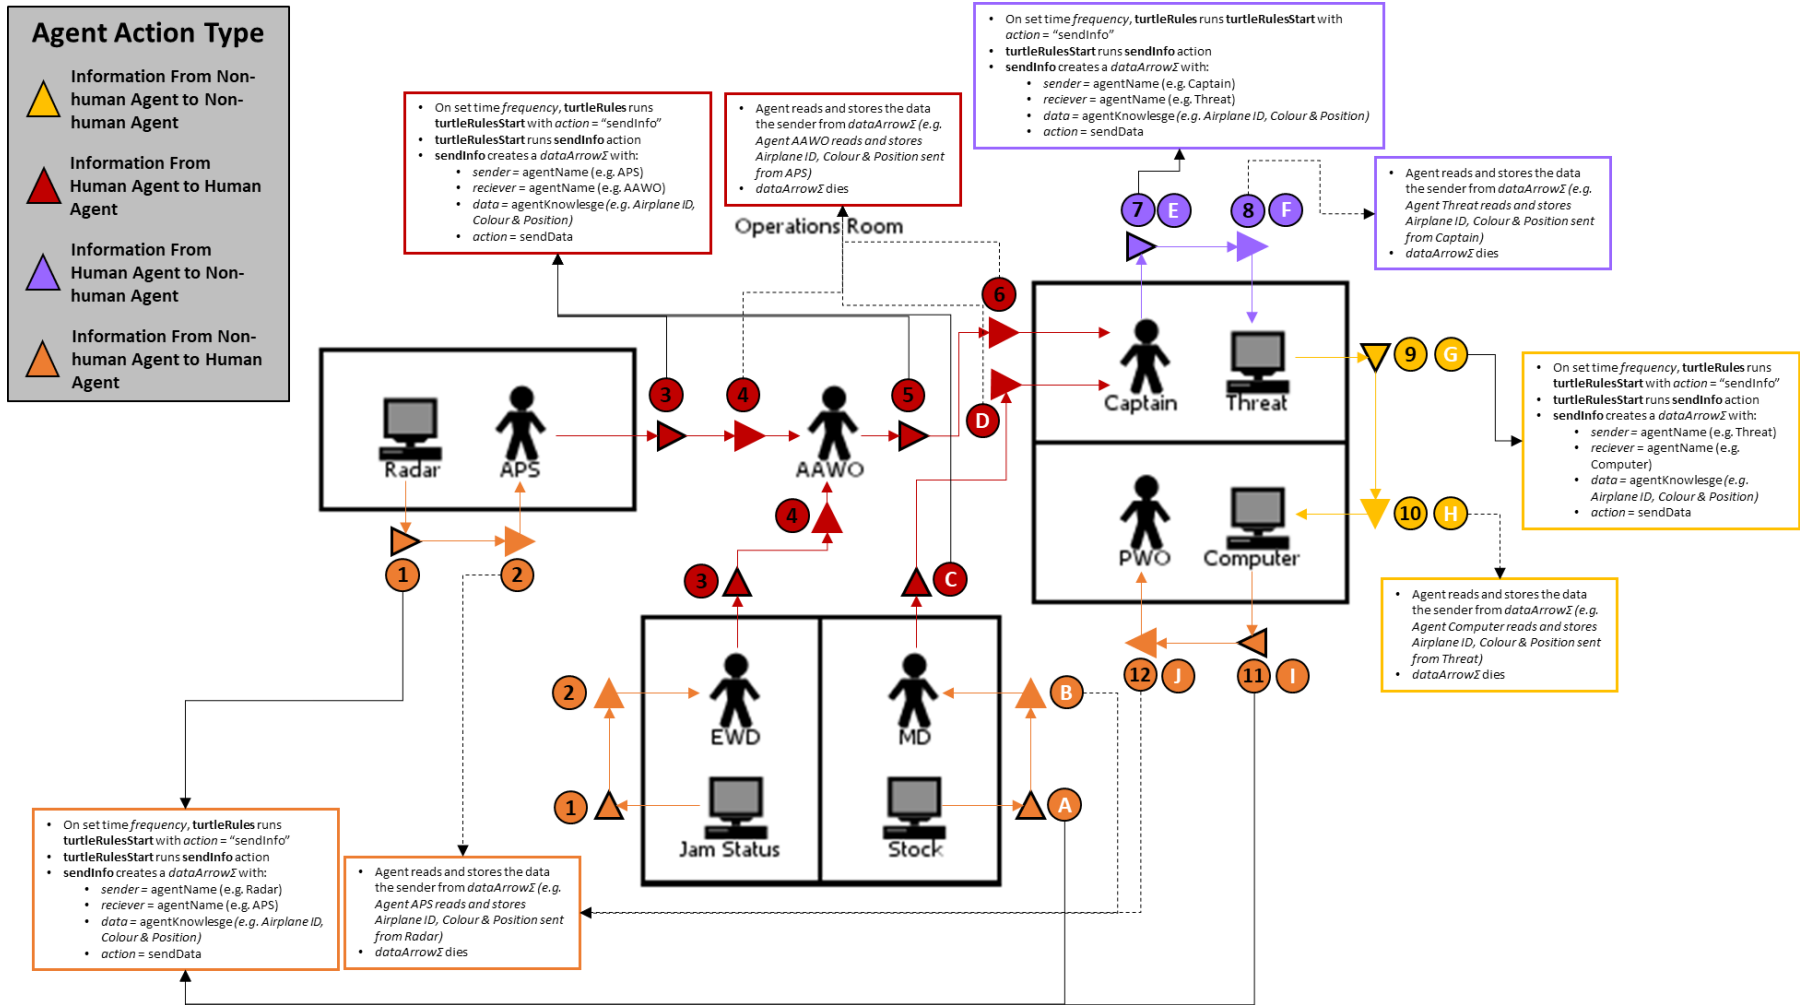 Agent Action Type
Information From Non-
human Agent to Non-
human Agent
Information From
Human Agent to Human
Agent
Information From
Human Agent to Non-
human Agent
Information From Non-
human Agent to Human
Agent
• On set time frequency, turtleRules runs
turtleRulesStart with action = “sendInfo”
• turtleRulesStart runs sendInfo action
• sendInfo creates a dataArrowΣ with:
• sender = agentName (e.g. APS)
• reciever = agentName (e.g. AAWO)
• data = agentKnowlesge (e.g. Airplane ID,
Colour & Position)
• action = sendData
• Agent reads and stores the data
the sender from dataArrowΣ (e.g.
Agent AAWO reads and stores
Airplane ID, Colour & Position sent
from APS)
• dataArrowΣ dies
• On set time frequency, turtleRules runs turtleRulesStart with
action = “sendInfo”
• turtleRulesStart runs sendInfo action
• sendInfo creates a dataArrowΣ with:
• sender = agentName (e.g. Captain)
• reciever = agentName (e.g. Threat)
• data = agentKnowlesge (e.g. Airplane ID, Colour & Position)
• action = sendData
• Agent reads and stores the data
the sender from dataArrowΣ (e.g.
Agent Threat reads and stores
Airplane ID, Colour & Position sent
from Captain)
• dataArrowΣ dies
Operations Room
7 E
8 F
6
3
4
5
D
Captain
Threat
9 G
Radar
APS
AAWO
• On set time frequency, turtleRules runs
turtleRulesStart with action = “sendInfo”
• turtleRulesStart runs sendInfo action
• sendInfo creates a dataArrowΣ with:
• sender = agentName (e.g. Threat)
• reciever = agentName (e.g.
Computer)
• data = agentKnowlesge (e.g.
Airplane ID, Colour & Position)
• action = sendData
4
10 H
PWO
Computer
1
2
3
C
• Agent reads and stores the data
the sender from dataArrowΣ (e.g.
Agent Computer reads and stores
Airplane ID, Colour & Position sent
from Threat)
• dataArrowΣ dies
12 J
11 I
2
B
EWD
MD
1
A
Jam Status
Stock
• On set time frequency, turtleRules runs
turtleRulesStart with action = “sendInfo”
• turtleRulesStart runs sendInfo action
• sendInfo creates a dataArrowΣ with:
• sender = agentName (e.g. Radar)
• reciever = agentName (e.g. APS)
• data = agentKnowlesge (e.g. Airplane ID,
Colour & Position)
• action = sendData
• Agent reads and stores the data
the sender from dataArrowΣ (e.g.
Agent APS reads and stores
Airplane ID, Colour & Position sent
from Radar)
• dataArrowΣ dies